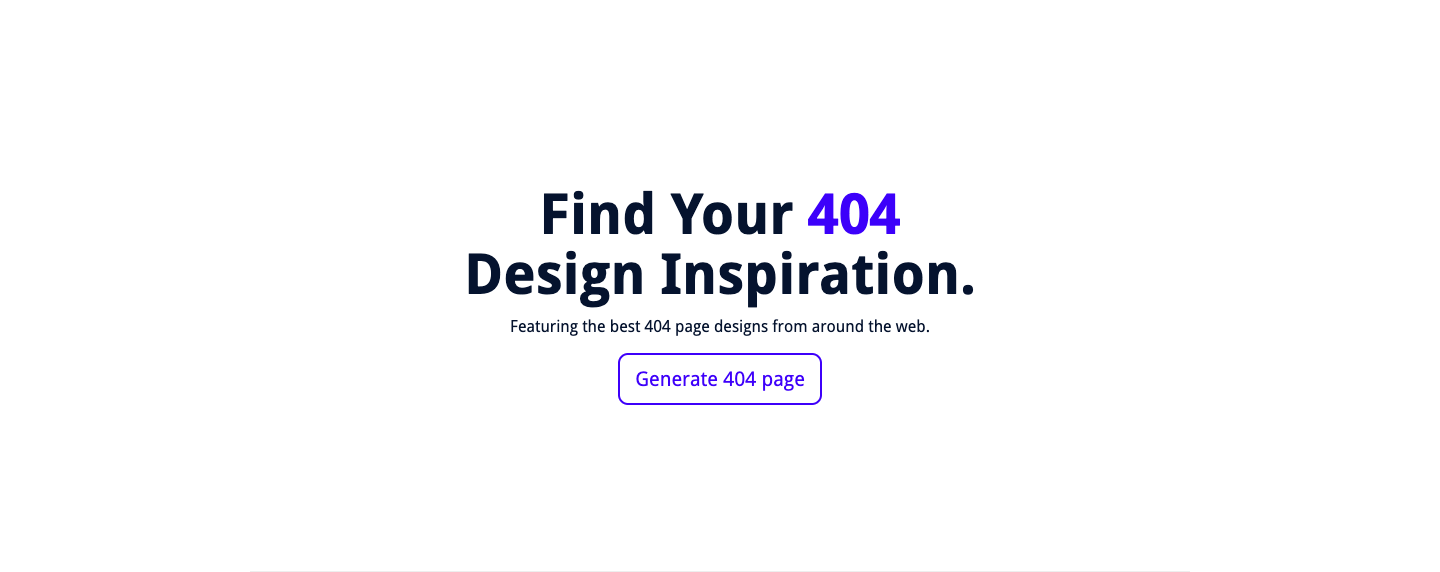 Find Your 404
Design Inspiration.
Featuring the best 404 page designs from around the web.
Generate 404 page